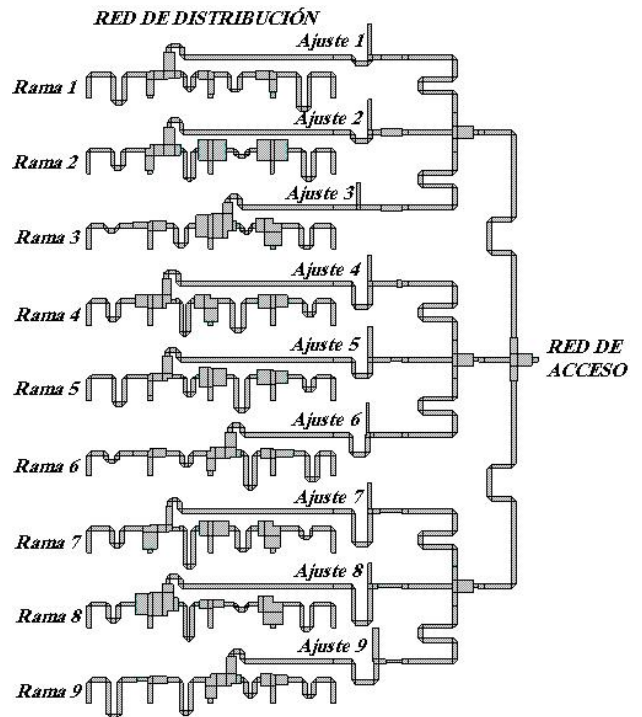 RED DE DISTRIBUCIÓN
Ajuste 1
Rama 1
Ajuste 2
Rama 2
Ajuste 3
Rama 3
Ajuste 4
Rama 4
Ajuste 5
RED DE
ACCESO
Rama 5
Ajuste 6
Rama 6
Ajuste 7
Rama 7
Ajuste 8
Rama 8
Ajuste 9
Rama 9